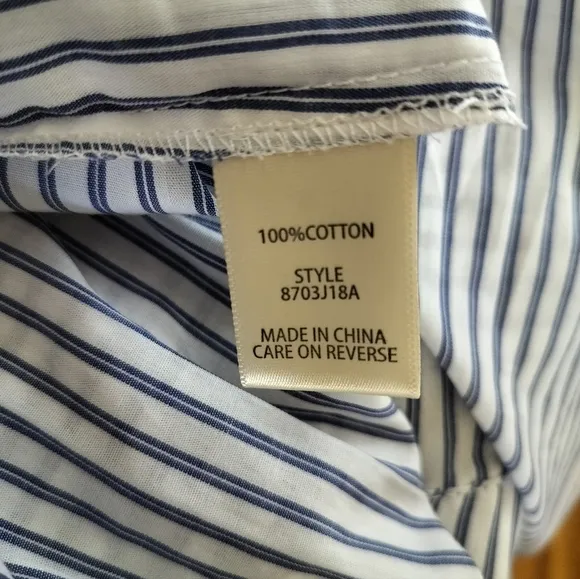 100%COTTON
STYLE
8703J18A
MADE IN CHINA
CARE ON REVERSE